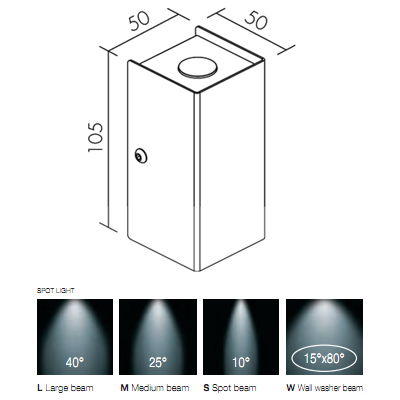 50
50
105
SPOT LIGHT
40°
25°
10°
15°x80°
L Large beam
M Medium beam
S Spot beam
W Wall washer beam